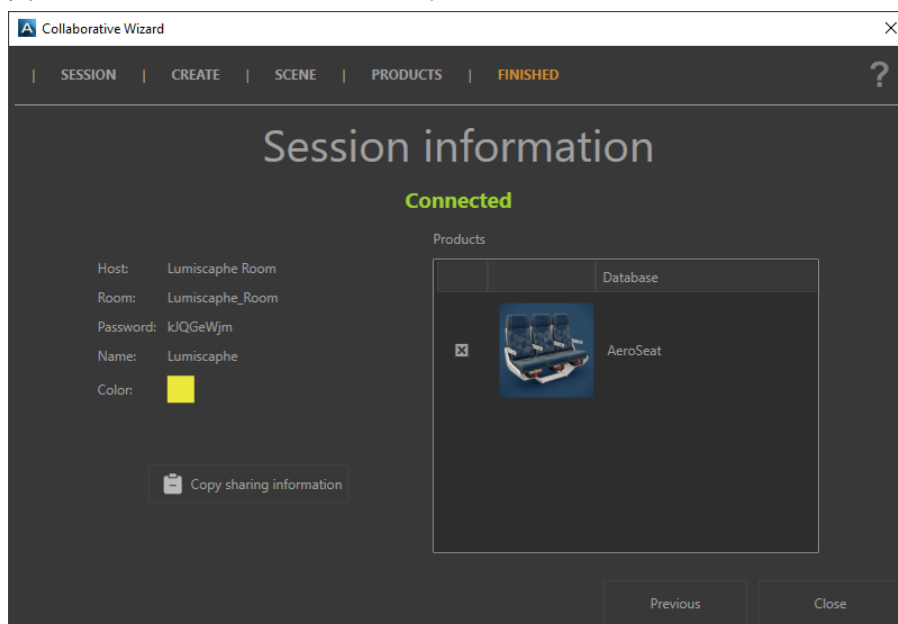 Collaborative Wizard
| SESSION | CREATE | SCENE | PRODUCTS | FINISHED ?
Session information
Connected
Products
Database
Host: Lumiscaphe Room
Room: Lumiscaphe_Room
Password: kJQGeWjm
Name: Lumiscaphe
Color:
AeroSeat
Copy sharing information
Previous Close